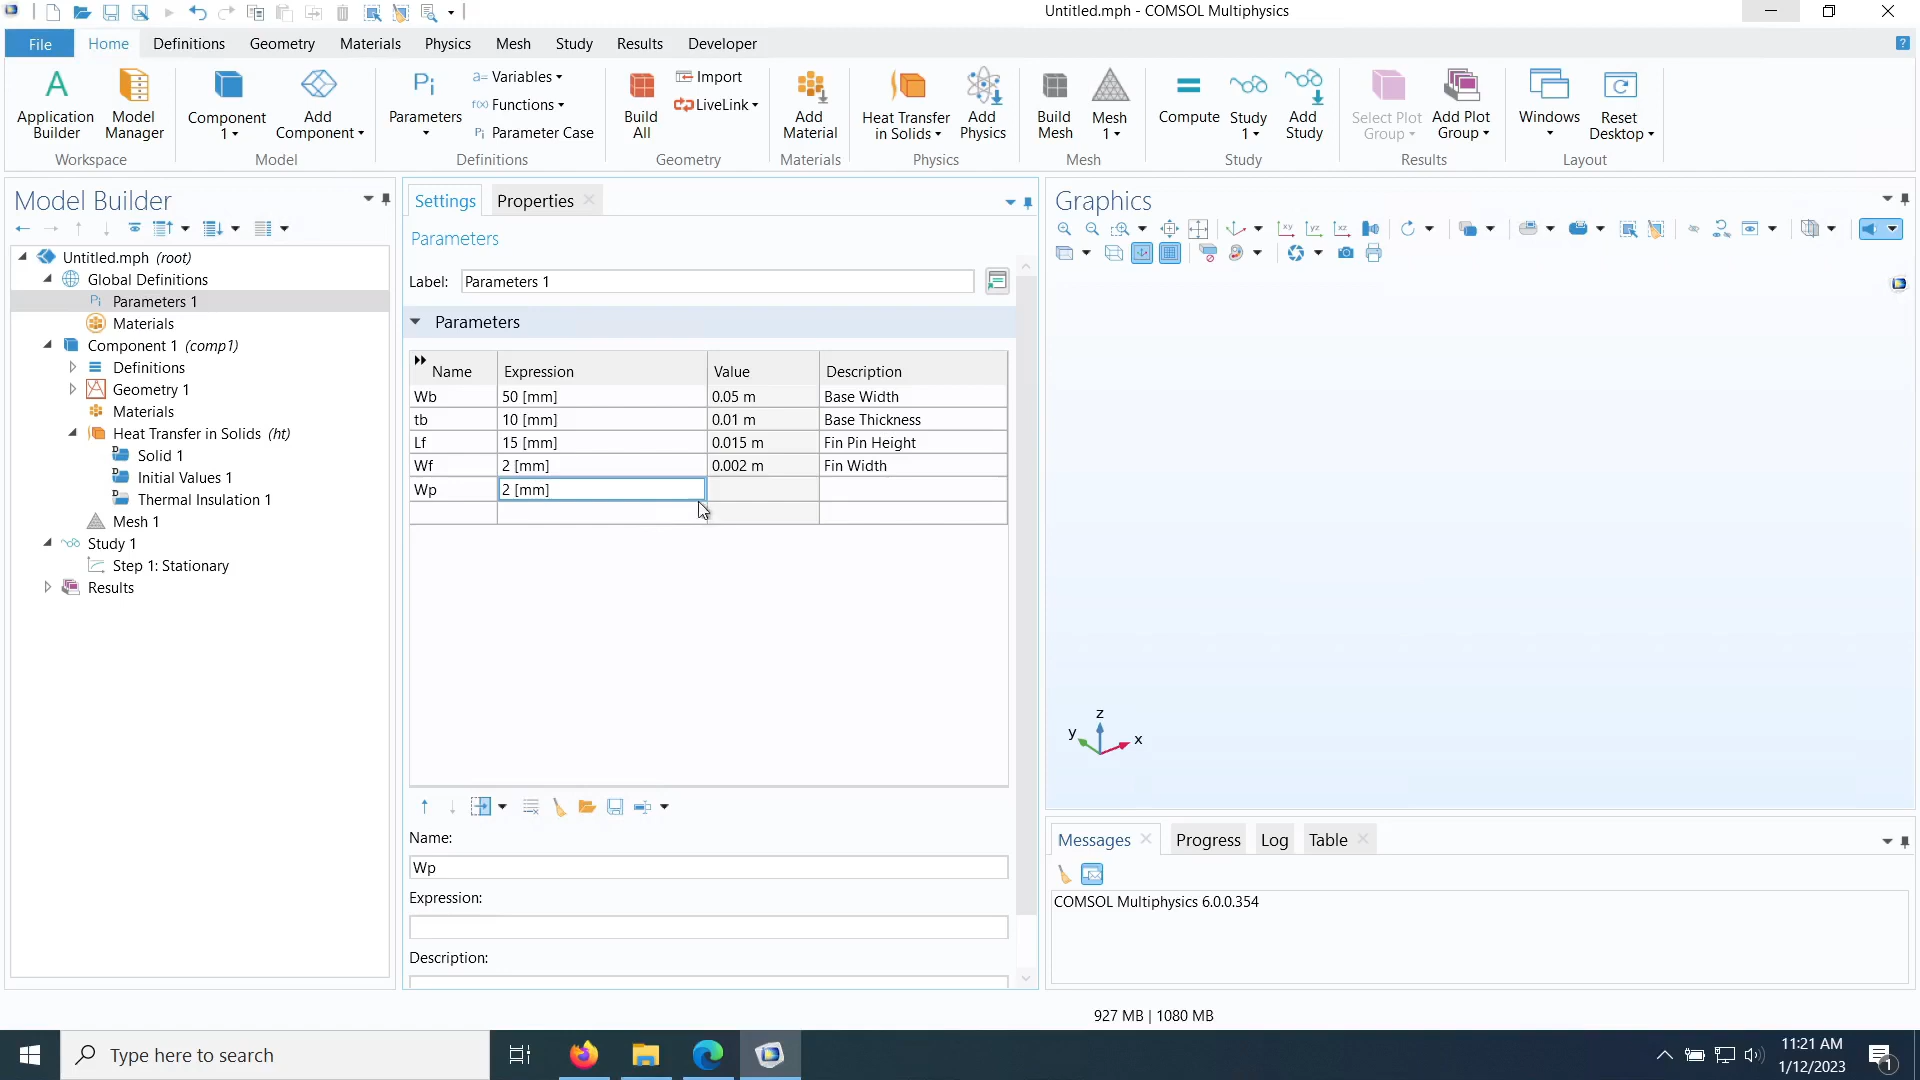 Untitled.mph - COMSOL Multiphysics
File Home Definitions Geometry Materials Physics Mesh Study Results Developer
Application Builder
Model Manager
Workspace
Component 1
Add Component
Model
Parameters
a= Variables
f(x) Functions
Pi Parameter Case
Definitions
Build All
Import
LiveLink
Geometry
Add Material
Materials
Heat Transfer in Solids
Add Physics
Physics
Build Mesh
Mesh 1
Mesh
Compute
Study 1
Add Study
Study
Select Plot Group
Add Plot Group
Results
Windows
Reset Desktop
Layout
Model Builder
Untitled.mph (root)
Global Definitions
Pi Parameters 1
Materials
Component 1 (comp1)
Definitions
Geometry 1
Materials
Heat Transfer in Solids (ht)
Solid 1
Initial Values 1
Thermal Insulation 1
Mesh 1
Study 1
Step 1: Stationary
Results
Settings Properties
Parameters
Label: Parameters 1
Parameters
Name Expression Value Description
Wb 50 [mm] 0.05 m Base Width
tb 10 [mm] 0.01 m Base Thickness
Lf 15 [mm] 0.015 m Fin Pin Height
Wf 2 [mm] 0.002 m Fin Width
Wp 2 [mm]
Name:
Wp
Expression:
Description:
Graphics
xy yz xz
z
y x
Messages Progress Log Table
COMSOL Multiphysics 6.0.0.354
927 MB | 1080 MB
Type here to search
11:21 AM
1/12/2023
1